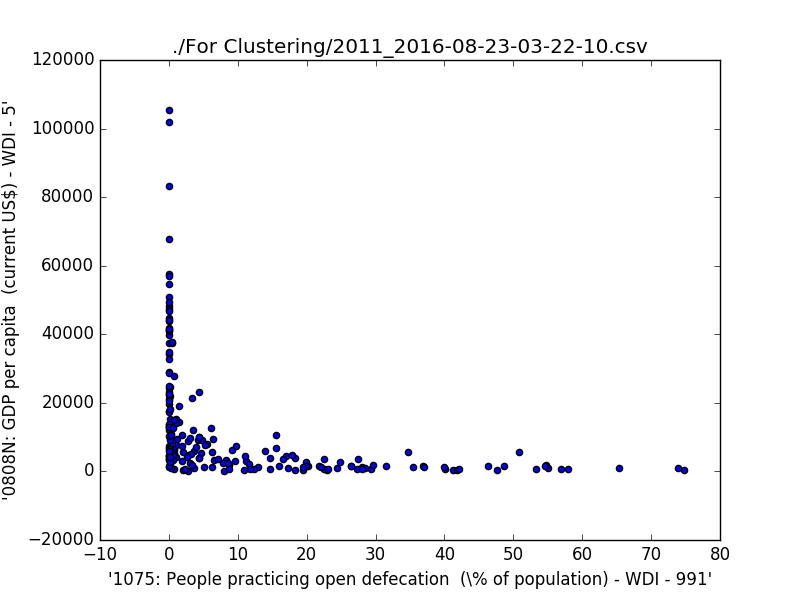 ./For Clustering/2011_2016-08-23-03-22-10.csv
120000
100000
80000
60000
40000
20000
0
−20000
'0808N: GDP per capita  (current US$) - WDI - 5'
−10 0 10 20 30 40 50 60 70 80
'1075: People practicing open defecation  (\% of population) - WDI - 991'